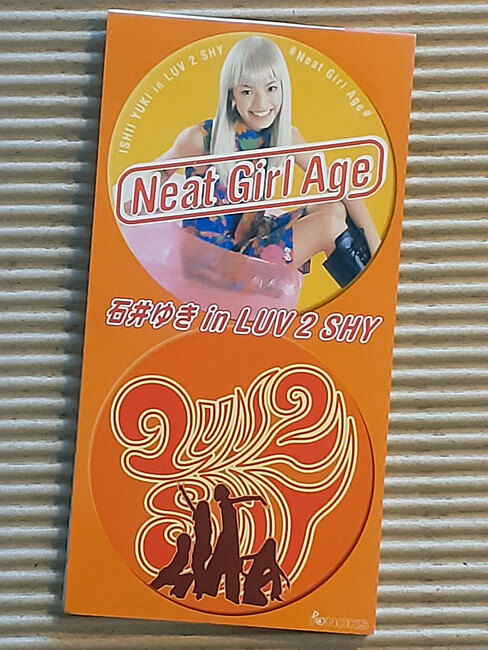 ISHII YUKI in LUV 2 SHY
#Neat Girl Age#
Neat Girl Age
石井ゆき in LUV 2 SHY
LUV 2
SHY
NOKS